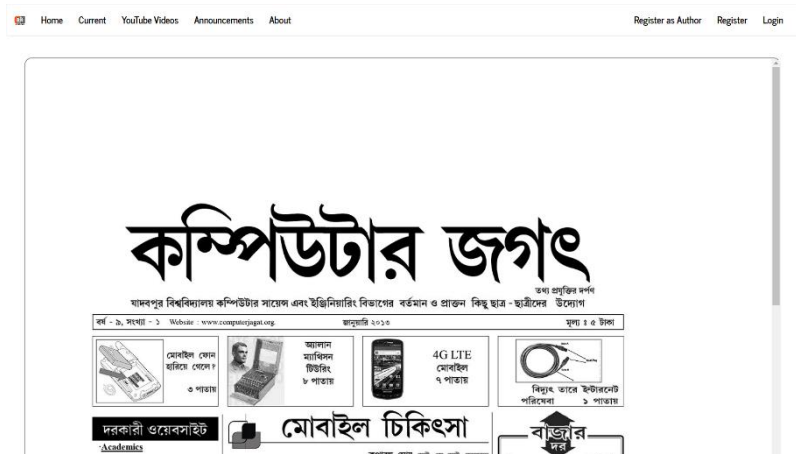 Home Current YouTube Videos Announcements About Register as Author Register Login
কম্পিউটার জগৎ
তথ্য প্রযুক্তির দর্পণ
যাদবপুর বিশ্ববিদ্যালয় কম্পিউটার সায়েন্স এবং ইঞ্জিনিয়ারিং বিভাগের বর্তমান ও প্রাক্তন কিছু ছাত্র - ছাত্রীদের উদ্যোগ
বর্ষ - ৯, সংখ্যা - ১ Website : www.computerjagat.org জানুয়ারি ২০১৩ মূল্য ঃ ৫ টাকা
মোবাইল ফোন
হারিয়ে গেলে ?
৩ পাতায়
অ্যালান
ম্যাথিসন
টিউরিং
৮ পাতায়
4G LTE
মোবাইল
৭ পাতায়
বিদ্যুৎ তারে ইন্টারনেট
পরিষেবা ১ পাতায়
দরকারী ওয়েবসাইট
·Academics
মোবাইল চিকিৎসা
বাজার
দর